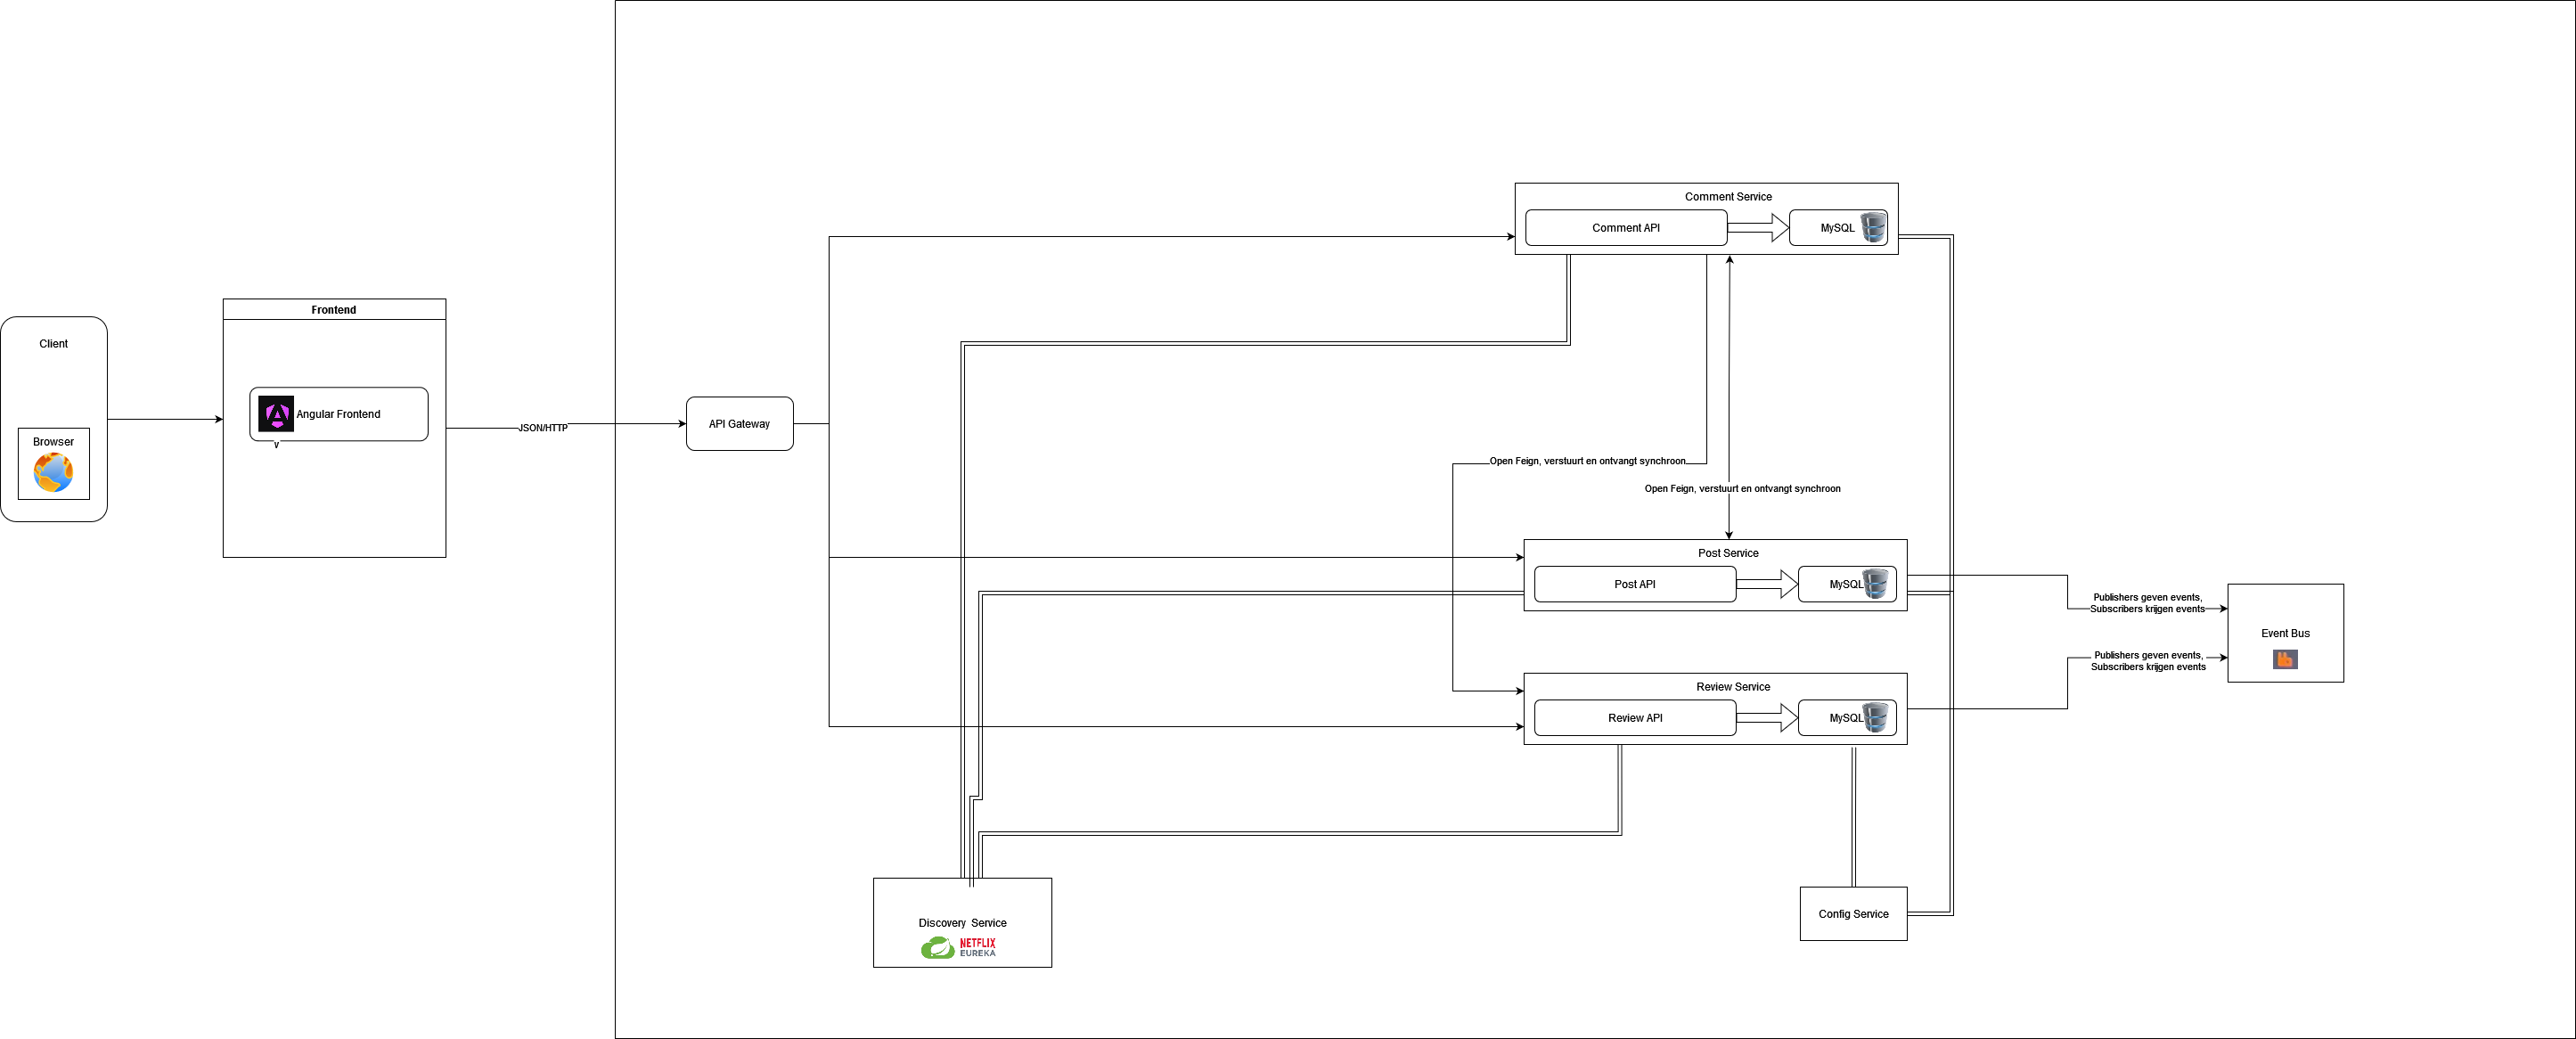 Client
Browser
Frontend
Angular Frontend
v
JSON/HTTP
API Gateway
Comment Service
Comment API
MySQL
Open Feign, verstuurt en ontvangt synchroon
Open Feign, verstuurt en ontvangt synchroon
Post Service
Post API
MySQL
Publishers geven events,
Subscribers krijgen events
Event Bus
Publishers geven events,
Subscribers krijgen events
Review Service
Review API
MySQL
Discovery Service
NETFLIX
EUREKA
Config Service